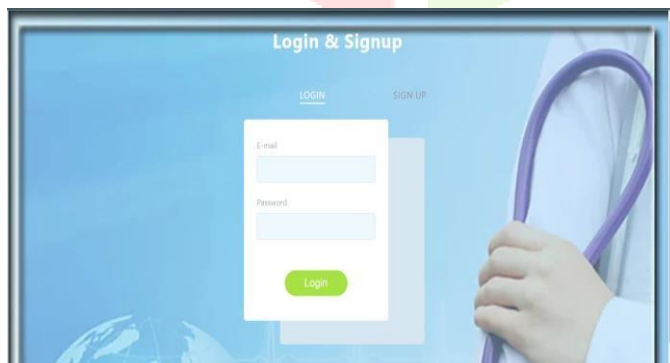 Login & Signup
LOGIN
SIGN UP
E-mail
Password
Login